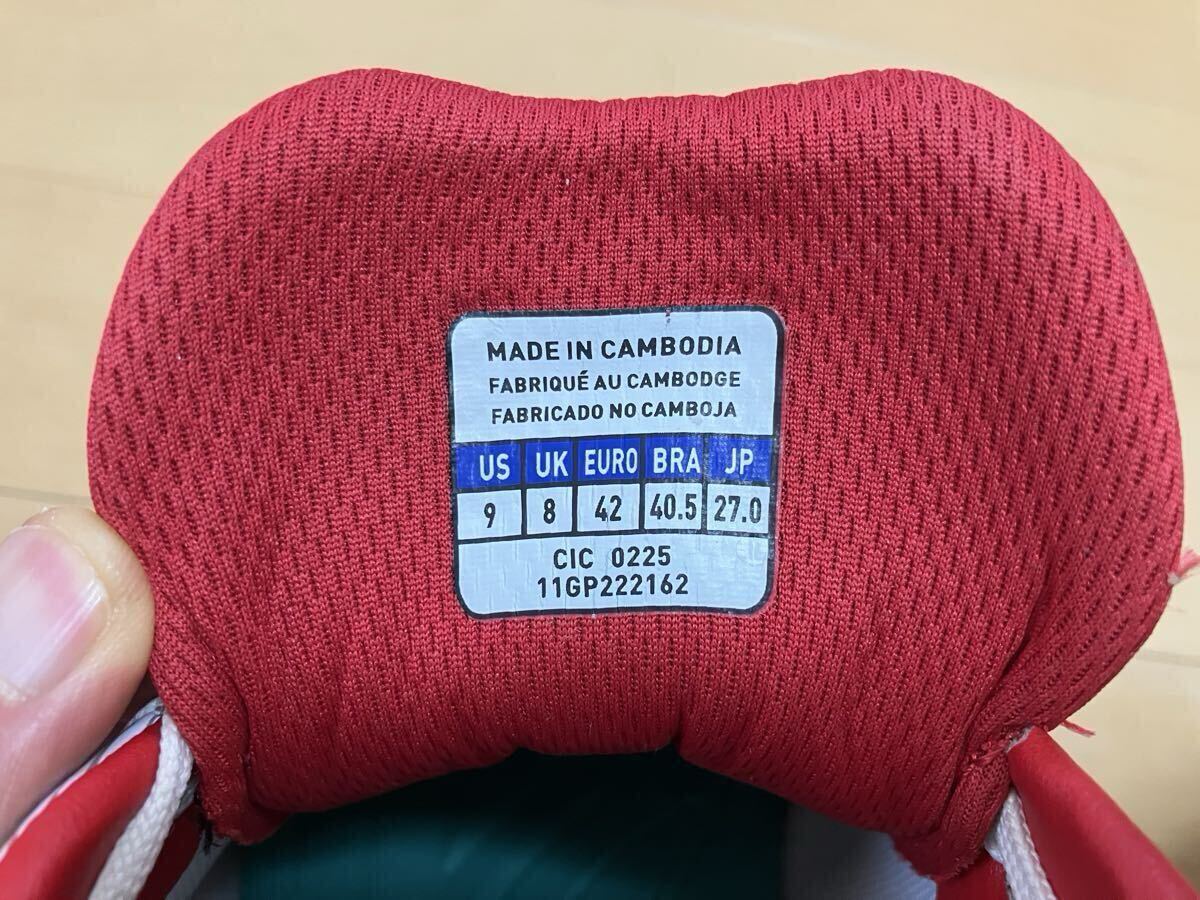 MADE IN CAMBODIA
FABRIQUÉ AU CAMBODGE
FABRICADO NO CAMBOJA
US UK EURO BRA JP
9 8 42 40.5 27.0
CIC 0225
11GP222162